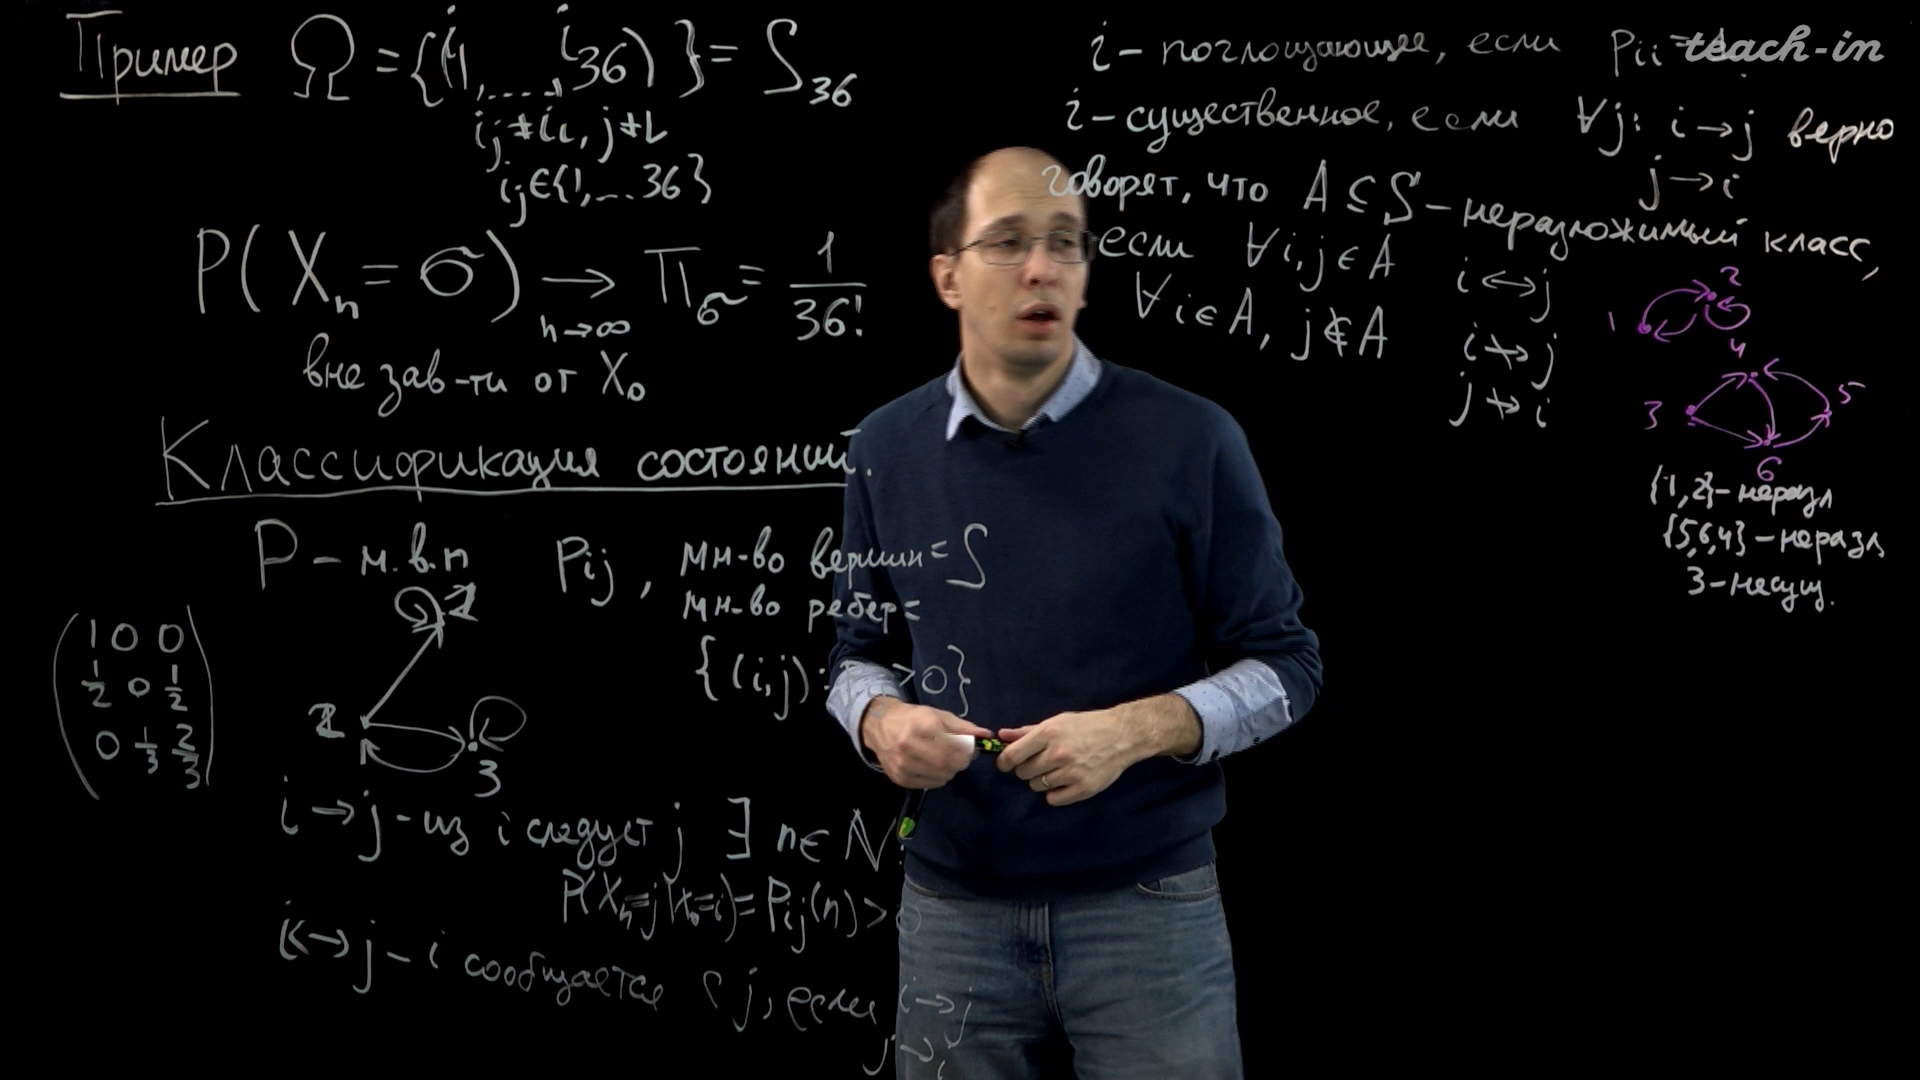 Пример Ω = {(i1, ...., i36)} = S36
ij ≠ iL, j ≠ L
ij ∈ {1, ... 36}
P(Xn = σ) → Πσ = 1/36!
n→∞
вне зав-ти от X0
Классификация состояний.
P – м.в.п Pij, мн-во вершин = S
мн-во ребер =
{(i,j): >0}
1 0 0
1/2 0 1/2
0 1/3 2/3
1
2
3
i → j – из i следует j ∃ n ∈ N:
P(Xn=j|X0=i) = Pij(n) > 0
i ↔ j – i сообщается с j, если i → j
j → i
teach-in
i – поглощающее, если Pii =
i – существенное, если ∀j: i → j верно
j → i
говорят, что A ⊆ S – неразложимый класс,
если ∀i,j ∈ A i ↔ j
∀i ∈ A, j ∉ A i ↛ j
j ↛ i
1 2
3 4 5 6
{1,2} – неразл
{5,6,4} – неразл
3 – несущ.